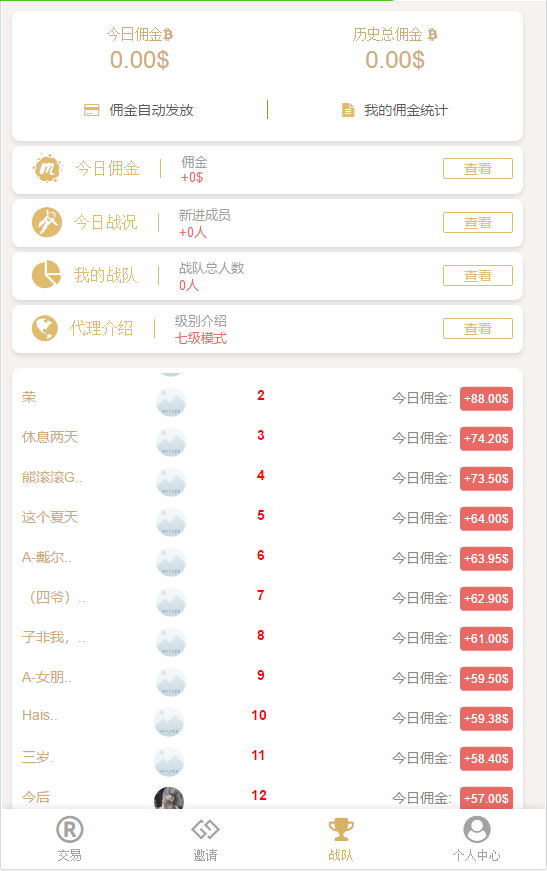 今日佣金 历史总佣金
0.00$ 0.00$
佣金自动发放 我的佣金统计
今日佣金 佣金 查看
+0$
今日战况 新进成员 查看
+0人
我的战队 战队总人数 查看
0人
代理介绍 级别介绍 查看
七级模式
荣 2 今日佣金: +88.00$
休息两天 3 今日佣金: +74.20$
熊滚滚G.. 4 今日佣金: +73.50$
这个夏天 5 今日佣金: +64.00$
A-戴尔.. 6 今日佣金: +63.95$
（四爷）.. 7 今日佣金: +62.90$
子非我，.. 8 今日佣金: +61.00$
A-女朋.. 9 今日佣金: +59.50$
Hais.. 10 今日佣金: +59.38$
三岁. 11 今日佣金: +58.40$
今后 12 今日佣金: +57.00$
交易 邀请 战队 个人中心